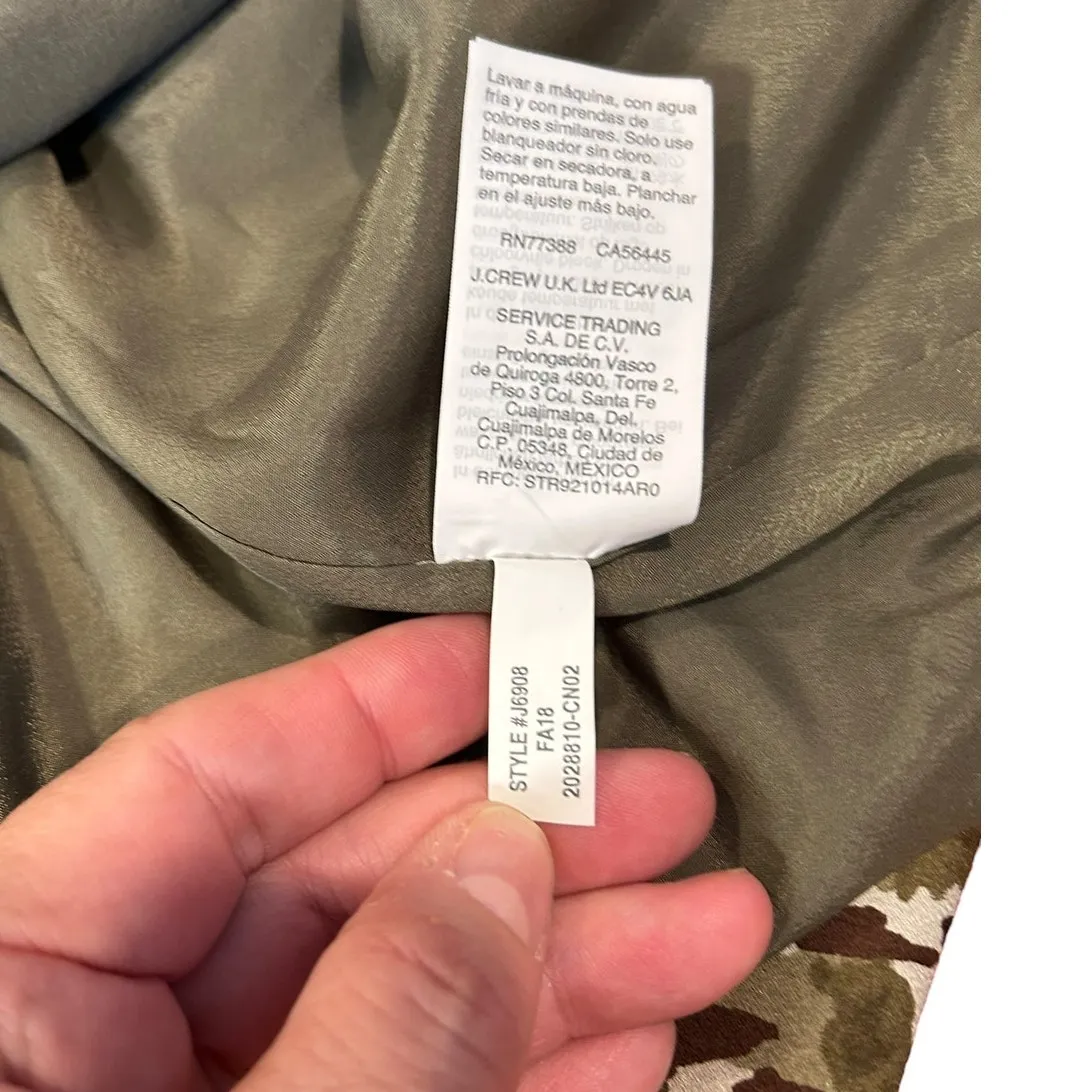 Lavar a máquina, con agua
fría y con prendas de
colores similares. Solo use
blanqueador sin cloro.
Secar en secadora, a
temperatura baja. Planchar
en el ajuste más bajo.
RN77388 CA56445
J.CREW U.K. Ltd EC4V 6JA
SERVICE TRADING
S.A. DE C.V.
Prolongación Vasco
de Quiroga 4800, Torre 2,
Piso 3 Col. Santa Fe
Cuajimalpa, Del.
Cuajimalpa de Morelos
C.P. 05348, Ciudad de
México, MÉXICO
RFC: STR921014AR0
STYLE #J6908
FA18
2028810-CN02